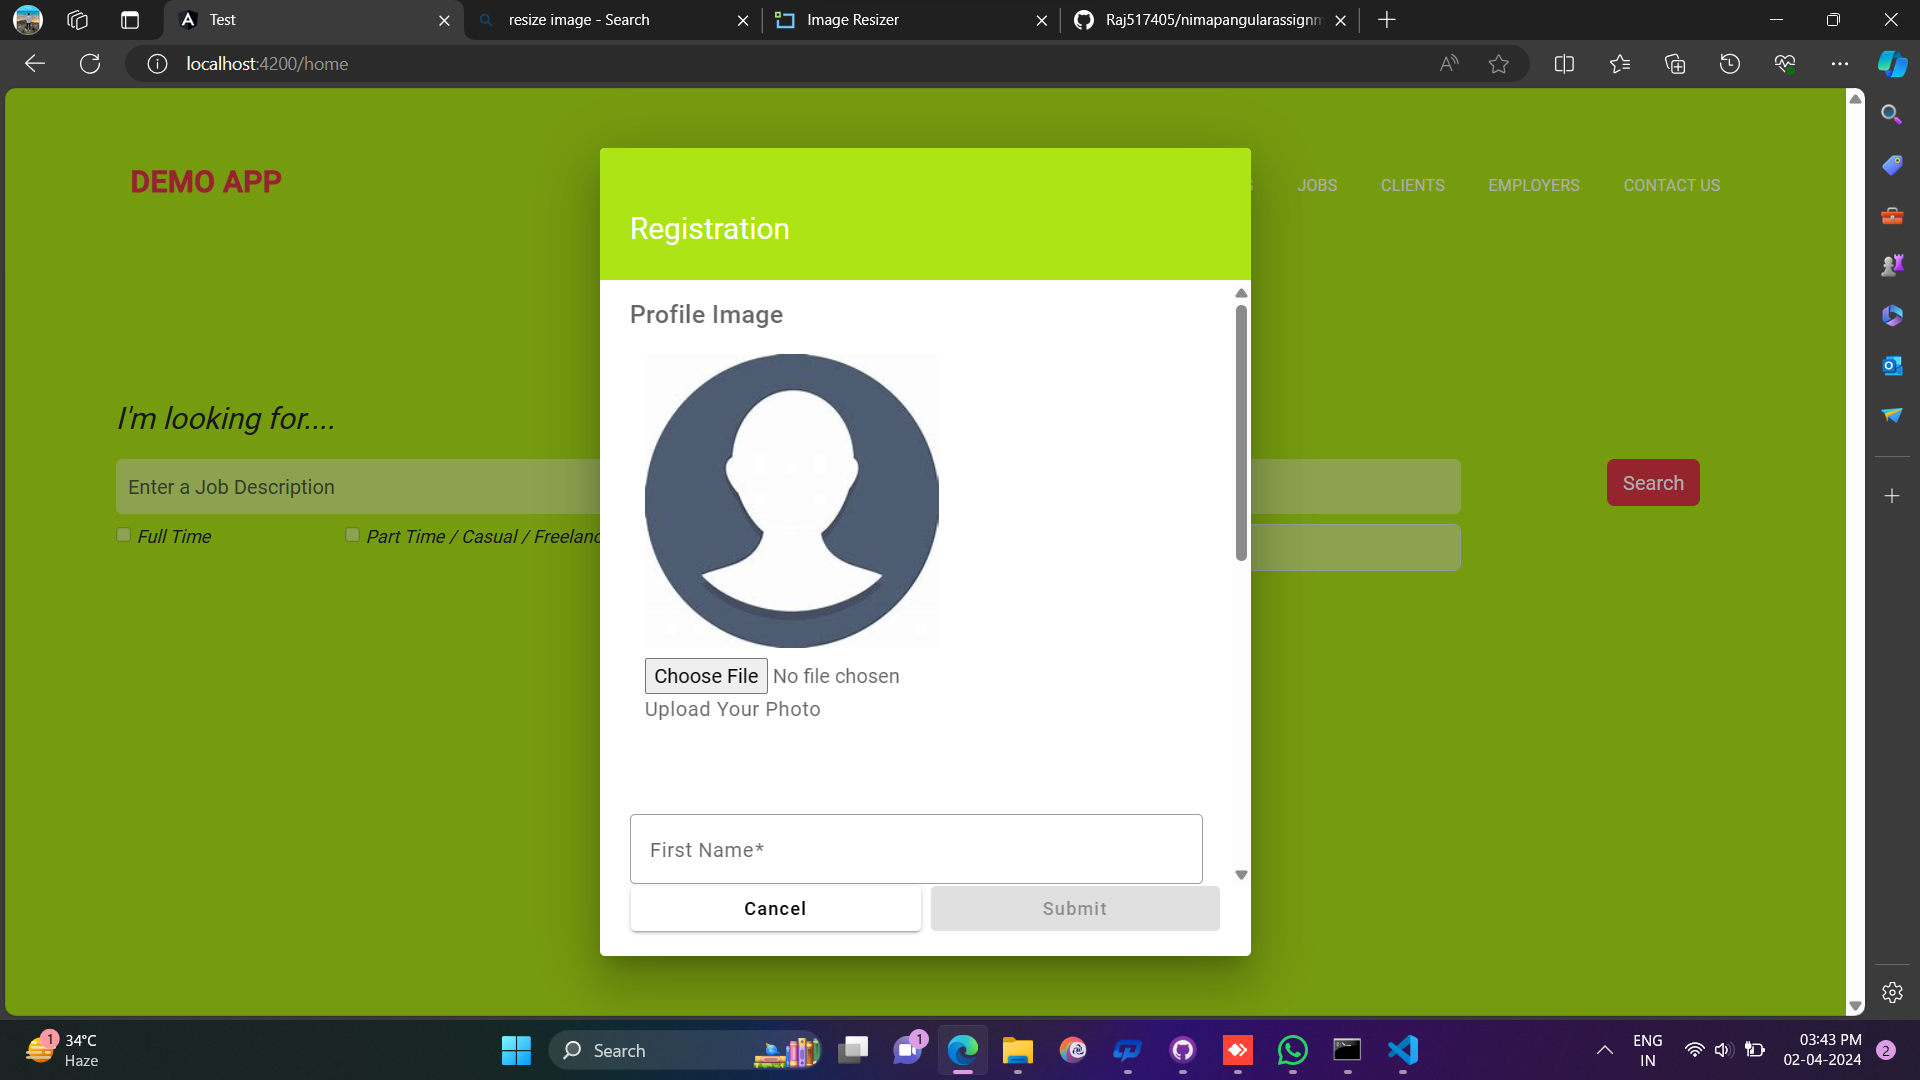 Test
resize image - Search
Image Resizer
Raj517405/nimapangularassignm
localhost:4200/home
DEMO APP
JOBS
CLIENTS
EMPLOYERS
CONTACT US
Registration
Profile Image
I'm looking for....
Enter a Job Description
Search
Full Time
Part Time / Casual / Freelanc
Choose File No file chosen
Upload Your Photo
First Name*
Cancel
Submit
1
34°C
Haze
Search
1
ENG
IN
03:43 PM
02-04-2024
2